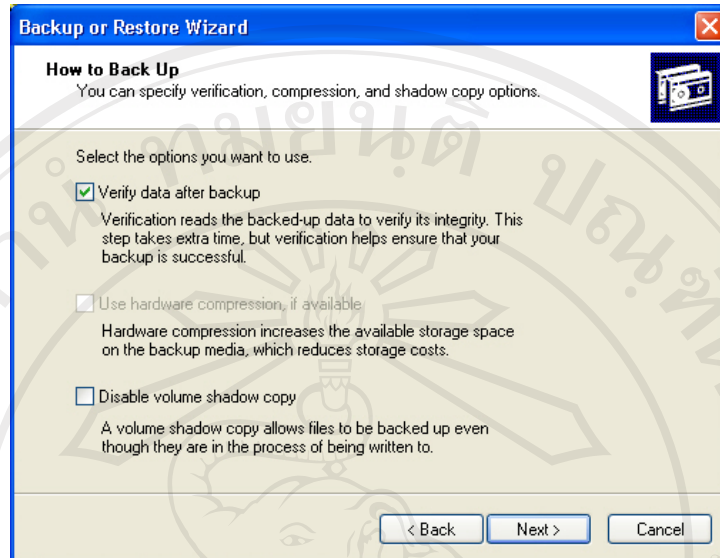 Backup or Restore Wizard
How to Back Up
You can specify verification, compression, and shadow copy options.
Select the options you want to use.
Verify data after backup
Verification reads the backed-up data to verify its integrity. This
step takes extra time, but verification helps ensure that your
backup is successful.
Use hardware compression, if available
Hardware compression increases the available storage space
on the backup media, which reduces storage costs.
Disable volume shadow copy
A volume shadow copy allows files to be backed up even
though they are in the process of being written to.
< Back
Next >
Cancel